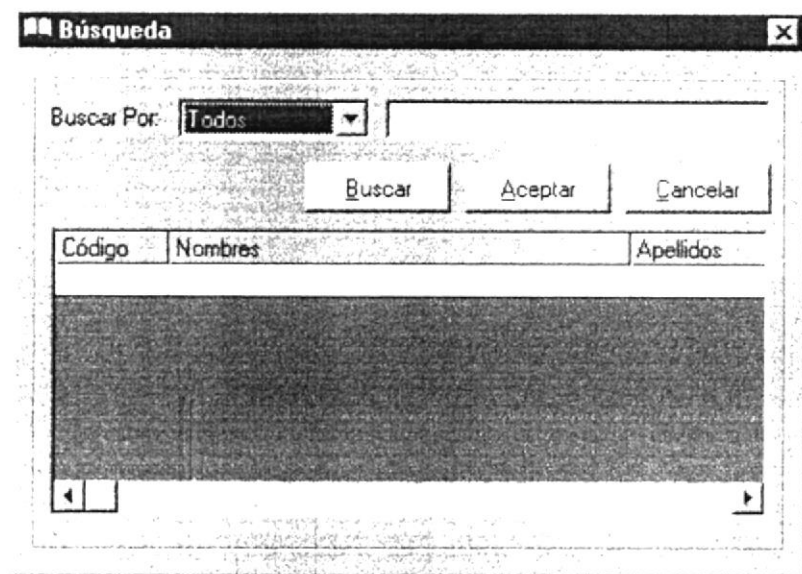 Búsqueda
Buscar Por: Todos
Buscar Aceptar Cancelar
Código Nombres Apellidos